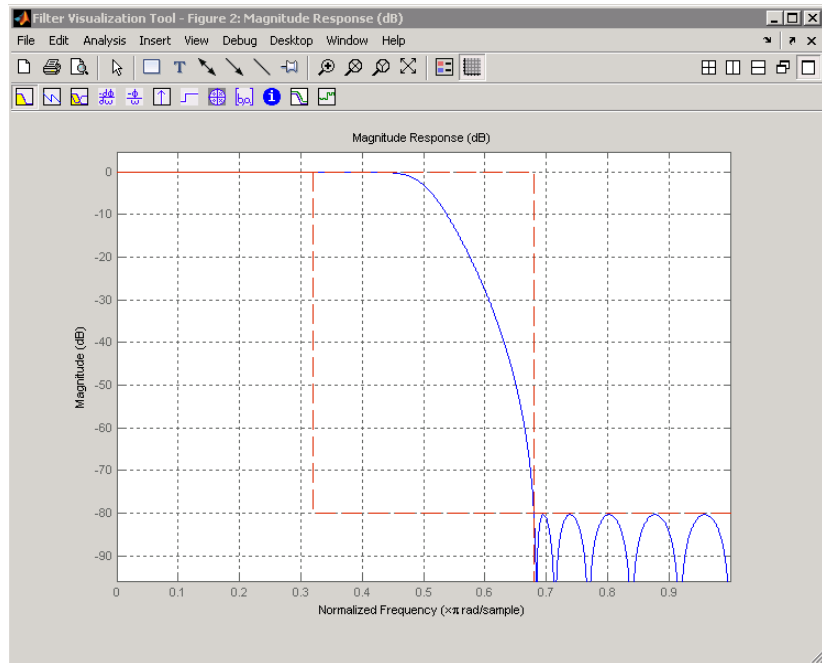 Filter Visualization Tool - Figure 2: Magnitude Response (dB)
File Edit Analysis Insert View Debug Desktop Window Help
Magnitude Response (dB)
0
-10
-20
-30
-40
-50
-60
-70
-80
-90
Magnitude (dB)
0 0.1 0.2 0.3 0.4 0.5 0.6 0.7 0.8 0.9
Normalized Frequency (×π rad/sample)